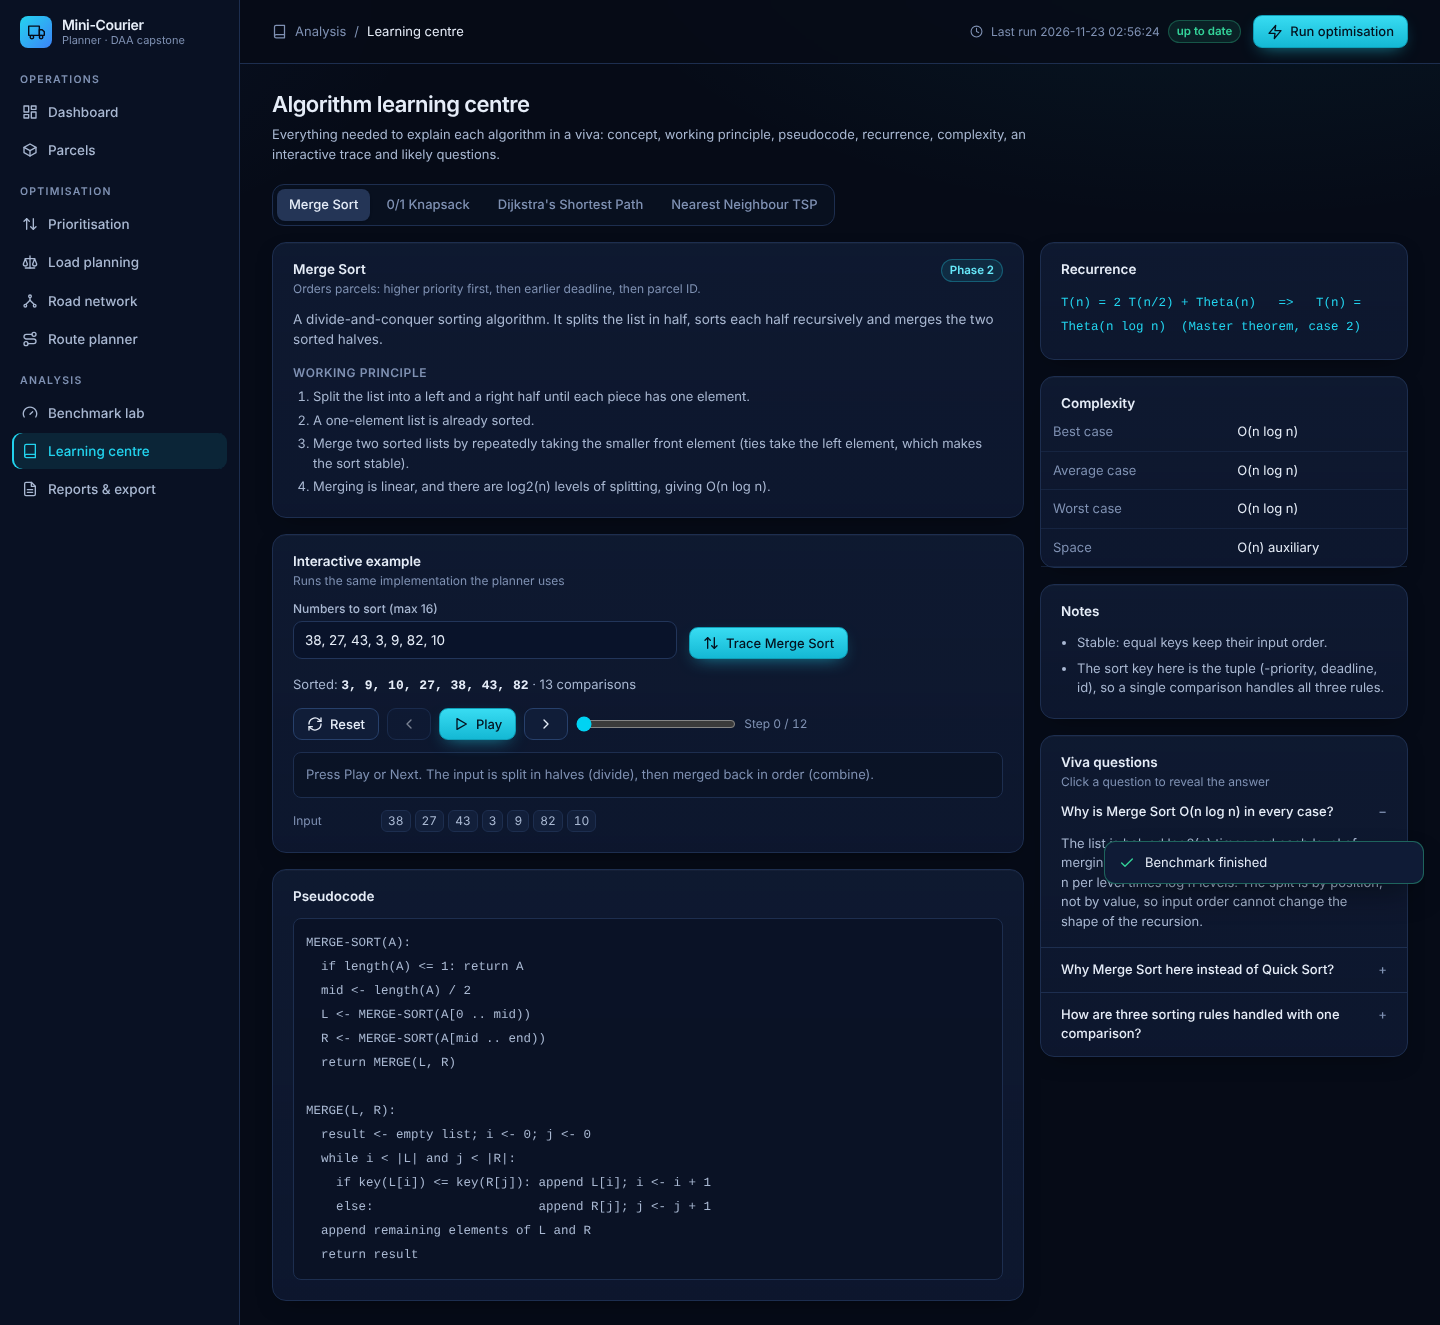 Mini-Courier
Planner · DAA capstone
OPERATIONS
Dashboard
Parcels
OPTIMISATION
Prioritisation
Load planning
Road network
Route planner
ANALYSIS
Benchmark lab
Learning centre
Reports & export
Analysis / Learning centre
Last run 2026-11-23 02:56:24
up to date
Run optimisation
Algorithm learning centre
Everything needed to explain each algorithm in a viva: concept, working principle, pseudocode, recurrence, complexity, an
interactive trace and likely questions.
Merge Sort
0/1 Knapsack
Dijkstra's Shortest Path
Nearest Neighbour TSP
Merge Sort
Phase 2
Orders parcels: higher priority first, then earlier deadline, then parcel ID.
A divide-and-conquer sorting algorithm. It splits the list in half, sorts each half recursively and merges the two
sorted halves.
WORKING PRINCIPLE
1. Split the list into a left and a right half until each piece has one element.
2. A one-element list is already sorted.
3. Merge two sorted lists by repeatedly taking the smaller front element (ties take the left element, which makes
the sort stable).
4. Merging is linear, and there are log2(n) levels of splitting, giving O(n log n).
Interactive example
Runs the same implementation the planner uses
Numbers to sort (max 16)
38, 27, 43, 3, 9, 82, 10
Trace Merge Sort
Sorted: 3, 9, 10, 27, 38, 43, 82 · 13 comparisons
Reset
Play
Step 0 / 12
Press Play or Next. The input is split in halves (divide), then merged back in order (combine).
Input 38 27 43 3 9 82 10
Pseudocode
MERGE-SORT(A):
  if length(A) <= 1: return A
  mid <- length(A) / 2
  L <- MERGE-SORT(A[0 .. mid))
  R <- MERGE-SORT(A[mid .. end))
  return MERGE(L, R)
MERGE(L, R):
  result <- empty list; i <- 0; j <- 0
  while i < |L| and j < |R|:
    if key(L[i]) <= key(R[j]): append L[i]; i <- i + 1
    else:                      append R[j]; j <- j + 1
  append remaining elements of L and R
  return result
Recurrence
T(n) = 2 T(n/2) + Theta(n)   =>   T(n) =
Theta(n log n)  (Master theorem, case 2)
Complexity
Best case O(n log n)
Average case O(n log n)
Worst case O(n log n)
Space O(n) auxiliary
Notes
• Stable: equal keys keep their input order.
• The sort key here is the tuple (-priority, deadline,
id), so a single comparison handles all three rules.
Viva questions
Click a question to reveal the answer
Why is Merge Sort O(n log n) in every case? −
The list
Benchmark finished
n per level times log n levels. The split is by position,
not by value, so input order cannot change the
shape of the recursion.
Why Merge Sort here instead of Quick Sort? +
How are three sorting rules handled with one +
comparison?